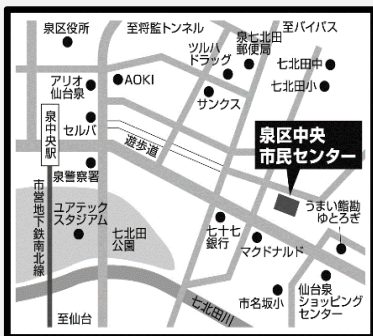 泉区役所
至将監トンネル
至バイパス
泉七北田
郵便局
ツルハ
ドラッグ
七北田中
アリオ
仙台泉
AOKI
七北田小
サンクス
セルバ
泉中央駅
遊歩道
泉区中央
市民センター
泉警察署
うまい鮨勘
ゆとろぎ
ユアテック
スタジアム
市営地下鉄南北線
七北田
公園
七十七
銀行
マクドナルド
仙台泉
ショッピング
センター
市名坂小
七北田川
至仙台